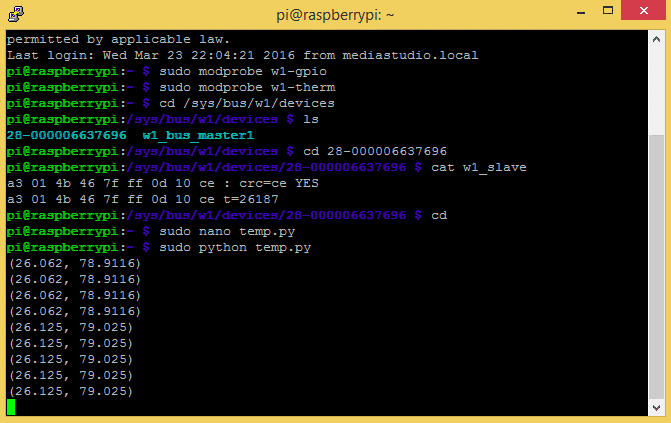 pi@raspberrypi: ~
permitted by applicable law.
Last login: Wed Mar 23 22:04:21 2016 from mediastudio.local
pi@raspberrypi:~ $ sudo modprobe w1-gpio
pi@raspberrypi:~ $ sudo modprobe w1-therm
pi@raspberrypi:~ $ cd /sys/bus/w1/devices
pi@raspberrypi:/sys/bus/w1/devices $ ls
28-000006637696  w1_bus_master1
pi@raspberrypi:/sys/bus/w1/devices $ cd 28-000006637696
pi@raspberrypi:/sys/bus/w1/devices/28-000006637696 $ cat w1_slave
a3 01 4b 46 7f ff 0d 10 ce : crc=ce YES
a3 01 4b 46 7f ff 0d 10 ce t=26187
pi@raspberrypi:/sys/bus/w1/devices/28-000006637696 $ cd
pi@raspberrypi:~ $ sudo nano temp.py
pi@raspberrypi:~ $ sudo python temp.py
(26.062, 78.9116)
(26.062, 78.9116)
(26.062, 78.9116)
(26.062, 78.9116)
(26.125, 79.025)
(26.125, 79.025)
(26.125, 79.025)
(26.125, 79.025)
(26.125, 79.025)